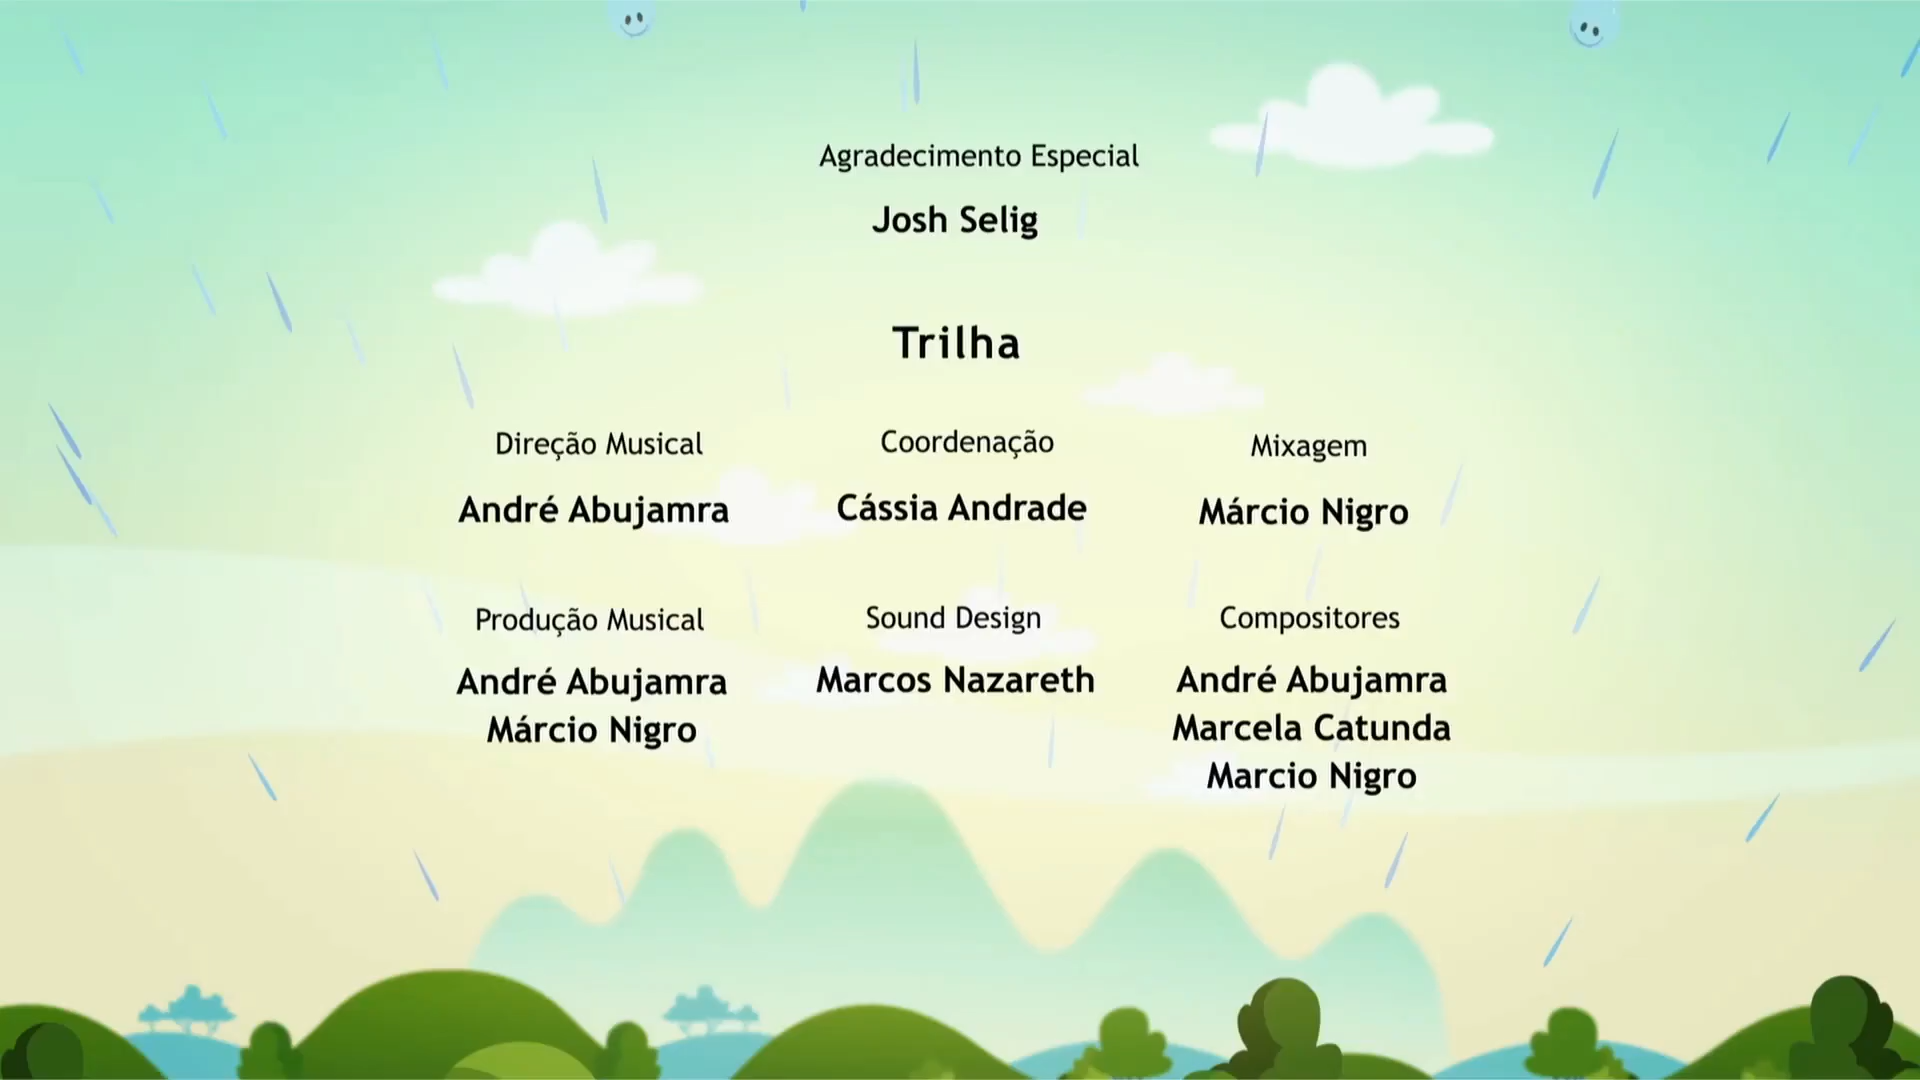 Agradecimento Especial
Josh Selig
Trilha
Direção Musical
André Abujamra
Coordenação
Cássia Andrade
Mixagem
Márcio Nigro
Produção Musical
André Abujamra
Márcio Nigro
Sound Design
Marcos Nazareth
Compositores
André Abujamra
Marcela Catunda
Marcio Nigro